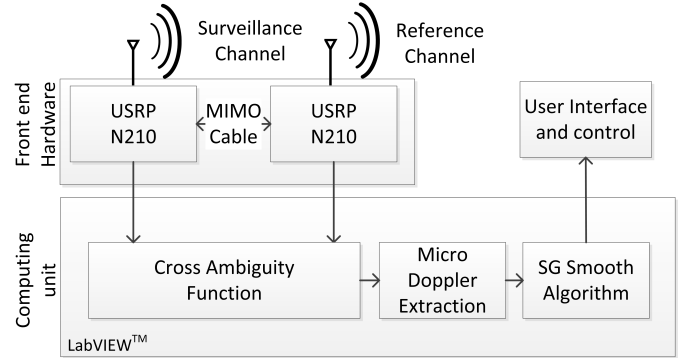 Surveillance
Channel
Reference
Channel
Front end
Hardware
USRP
N210
MIMO
Cable
USRP
N210
User Interface
and control
Computing
unit
Cross Ambiguity
Function
Micro
Doppler
Extraction
SG Smooth
Algorithm
LabVIEW™